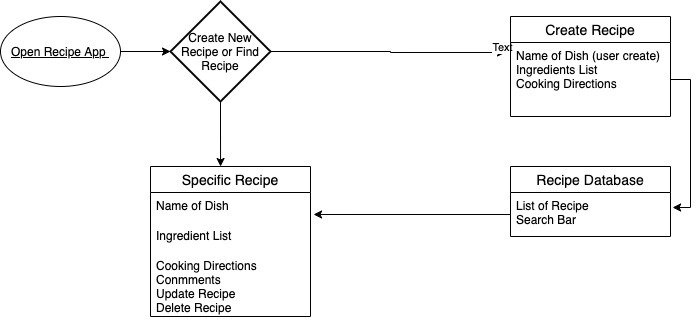 Open Recipe App
Create New
Recipe or Find
Recipe
Text
Create Recipe
Name of Dish (user create)
Ingredients List
Cooking Directions
Specific Recipe
Name of Dish
Ingredient List
Cooking Directions
Conmments
Update Recipe
Delete Recipe
Recipe Database
List of Recipe
Search Bar